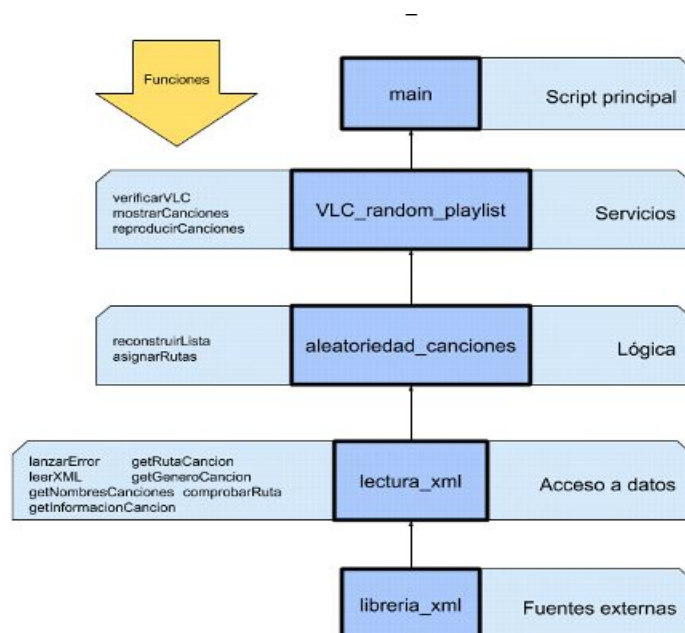 Funciones
main
Script principal
verificarVLC
mostrarCanciones
reproducirCanciones
VLC_random_playlist
Servicios
reconstruirLista
asignarRutas
aleatoriedad_canciones
Lógica
lanzarError getRutaCancion
leerXML getGeneroCancion
getNombresCanciones comprobarRuta
getInformacionCancion
lectura_xml
Acceso a datos
libreria_xml
Fuentes externas